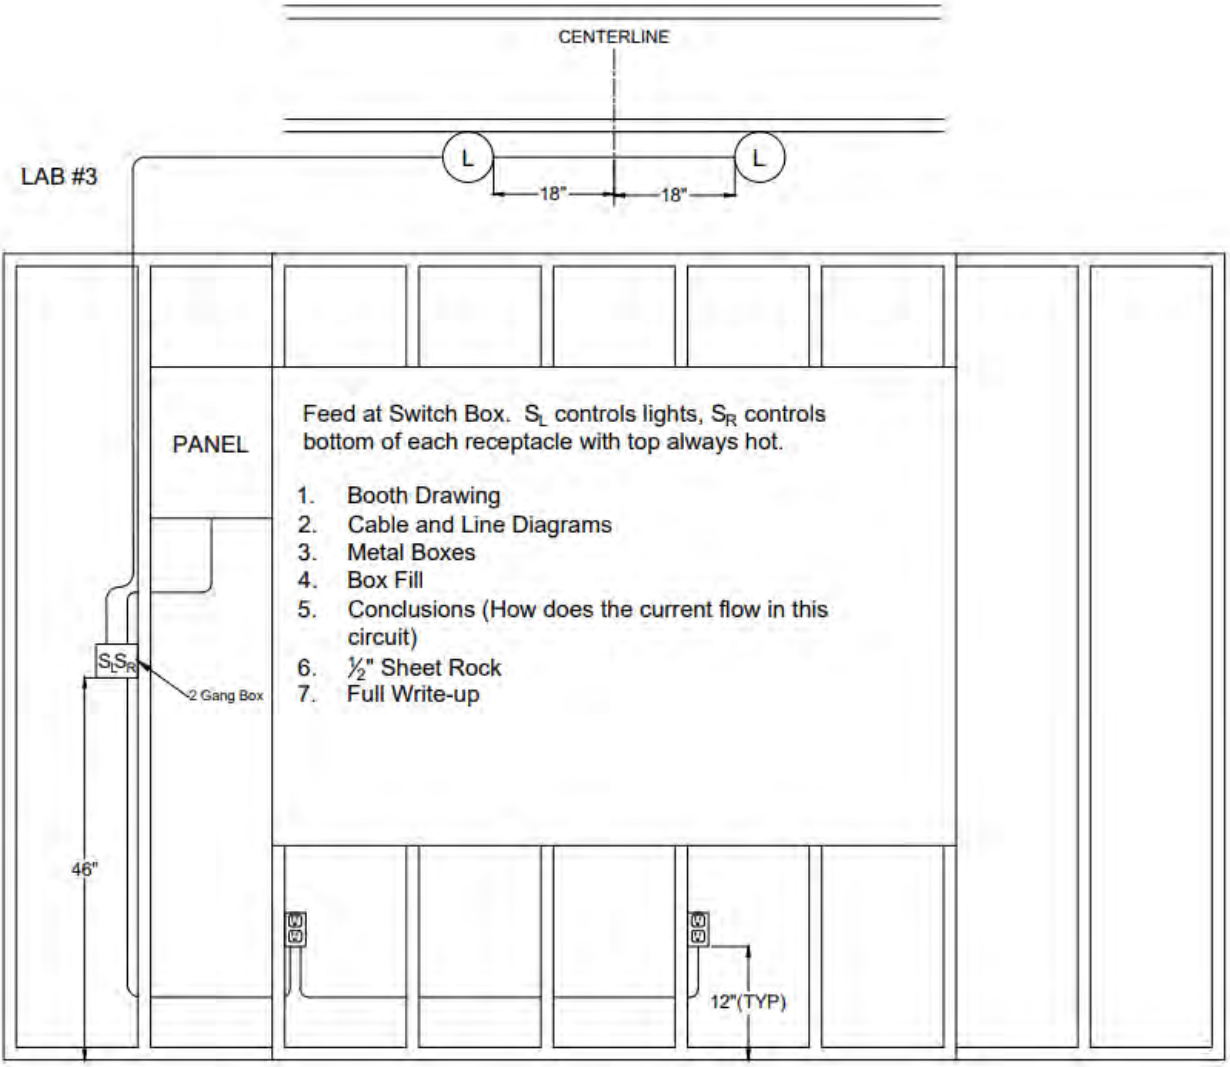 CENTERLINE
LAB #3
L
L
18"
18"
Feed at Switch Box. SL controls lights, SR controls
bottom of each receptacle with top always hot.
PANEL
1. Booth Drawing
2. Cable and Line Diagrams
3. Metal Boxes
4. Box Fill
5. Conclusions (How does the current flow in this
circuit)
6. ½" Sheet Rock
7. Full Write-up
SLSR
2 Gang Box
46"
12"(TYP)